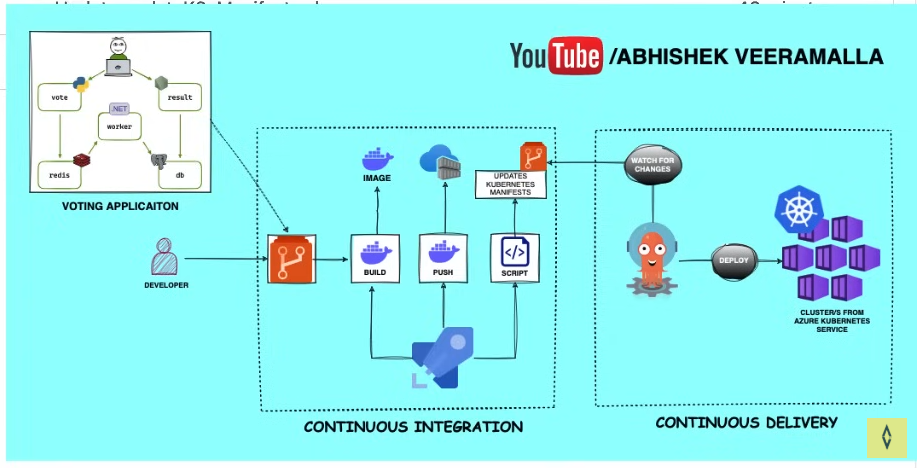 YouTube /ABHISHEK VEERAMALLA
vote
result
.NET
worker
redis
db
VOTING APPLICAITON
DEVELOPER
IMAGE
UPDATES
KUBERNETES
MANIFESTS
BUILD
PUSH
SCRIPT
CONTINUOUS INTEGRATION
WATCH FOR
CHANGES
DEPLOY
CLUSTER/S FROM
AZURE KUBERNETES
SERVICE
CONTINUOUS DELIVERY